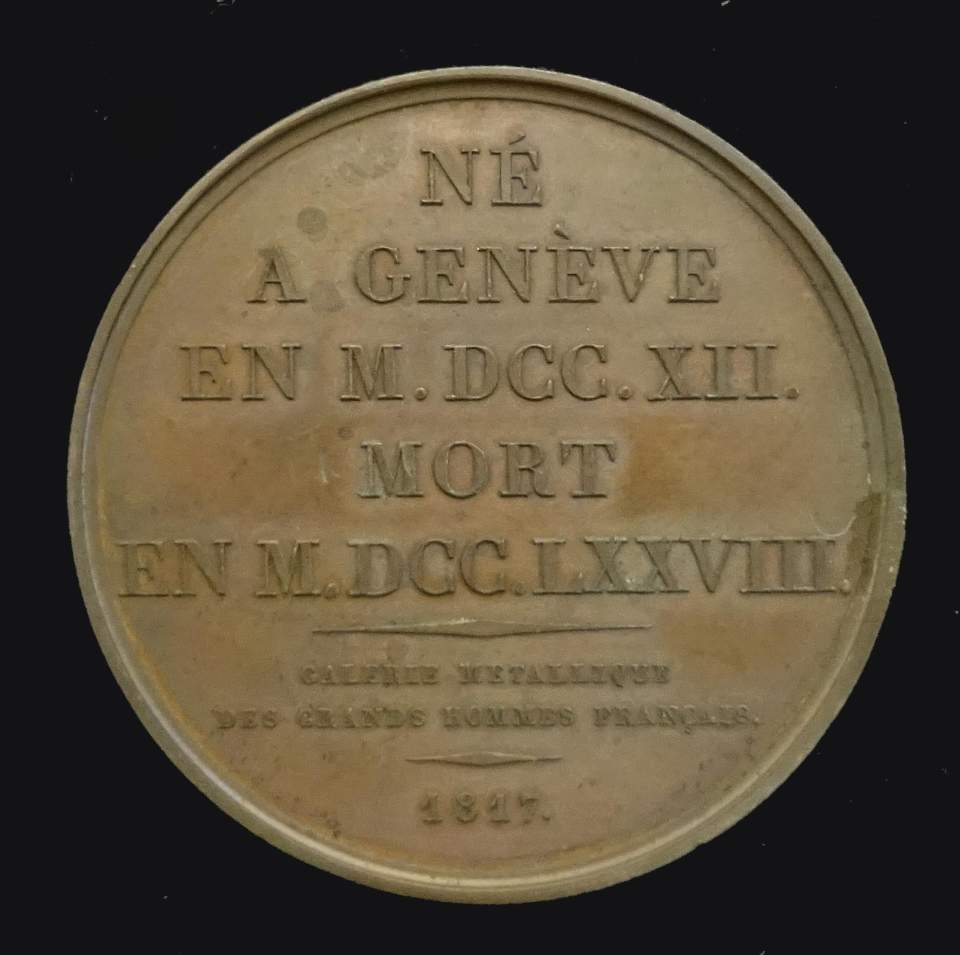 NÉ
A GENÈVE
EN M.DCC.XII.
MORT
EN M.DCC.LXXVIII.
GALERIE METALLIQUE
DES GRANDS HOMMES FRANÇAIS.
1817.